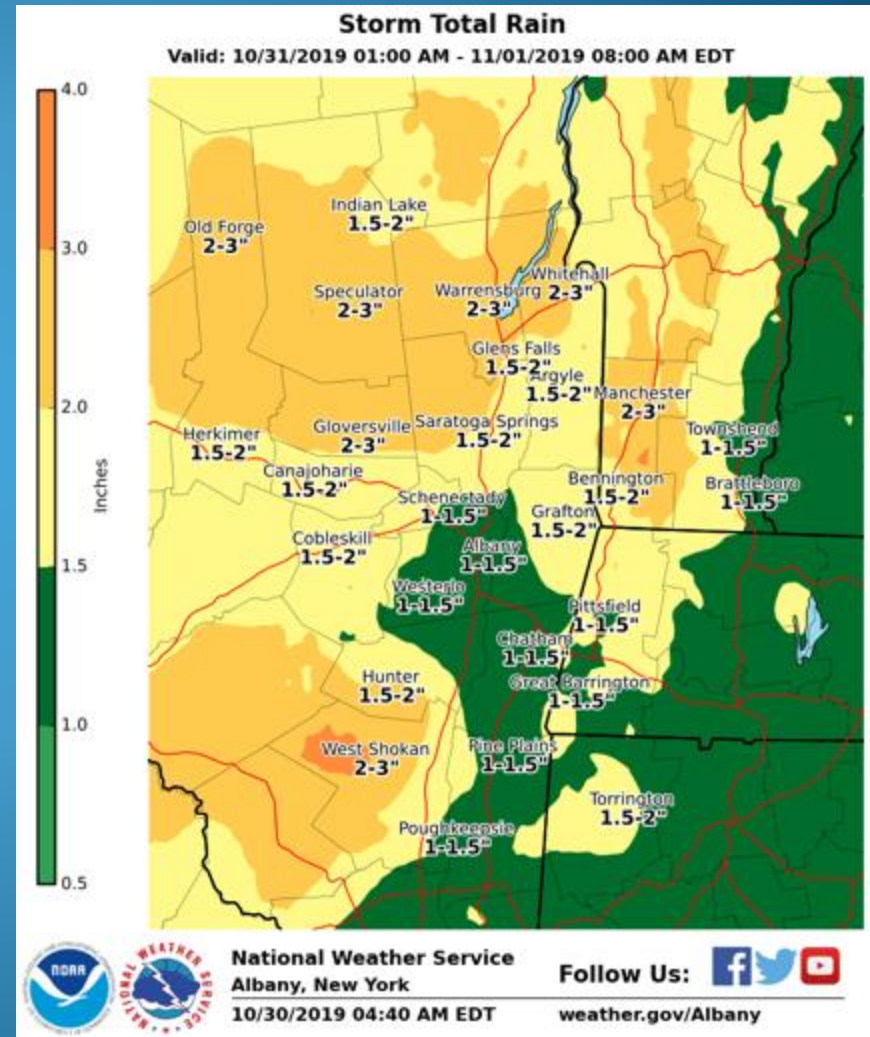 Storm Total Rain
Valid: 10/31/2019 01:00 AM - 11/01/2019 08:00 AM EDT
4.0
3.0
2.0
1.5
1.0
0.5
Inches
Old Forge
2-3"
Indian Lake
1.5-2"
Speculator
2-3"
Warrensburg
2-3"
Whitehall
2-3"
Glens Falls
1.5-2"
Argyle
1.5-2"
Manchester
2-3"
Herkimer
1.5-2"
Gloversville
2-3"
Saratoga Springs
1.5-2"
Townshend
1-1.5"
Canajoharie
1.5-2"
Schenectady
1-1.5"
Bennington
1.5-2"
Brattleboro
1-1.5"
Grafton
1.5-2"
Cobleskill
1.5-2"
Albany
1-1.5"
Westerlo
1-1.5"
Pittsfield
1-1.5"
Chatham
1-1.5"
Hunter
1.5-2"
Great Barrington
1-1.5"
West Shokan
2-3"
Pine Plains
1-1.5"
Torrington
1.5-2"
Poughkeepsie
1-1.5"
NOAA
NATIONAL WEATHER SERVICE
National Weather Service
Albany, New York
10/30/2019 04:40 AM EDT
Follow Us:
weather.gov/Albany